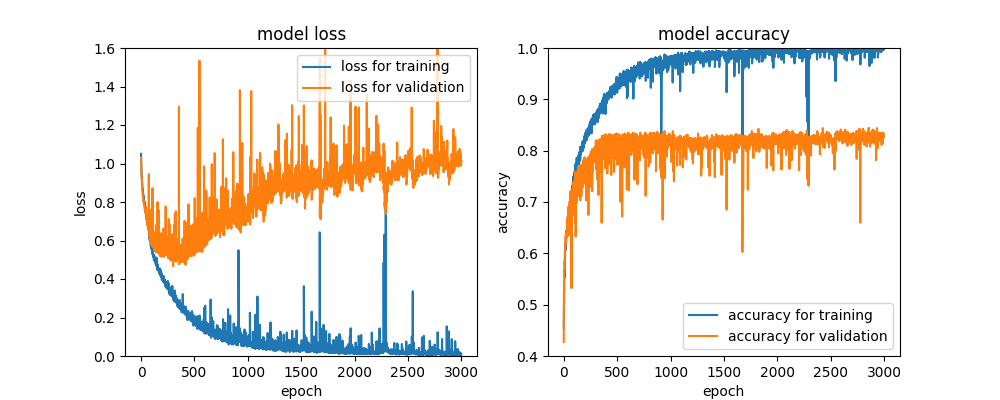 model loss
1.6
1.4
1.2
1.0
0.8
0.6
0.4
0.2
0.0
loss
loss for training
loss for validation
0 500 1000 1500 2000 2500 3000
epoch
model accuracy
1.0
0.9
0.8
0.7
0.6
0.5
0.4
accuracy
accuracy for training
accuracy for validation
0 500 1000 1500 2000 2500 3000
epoch